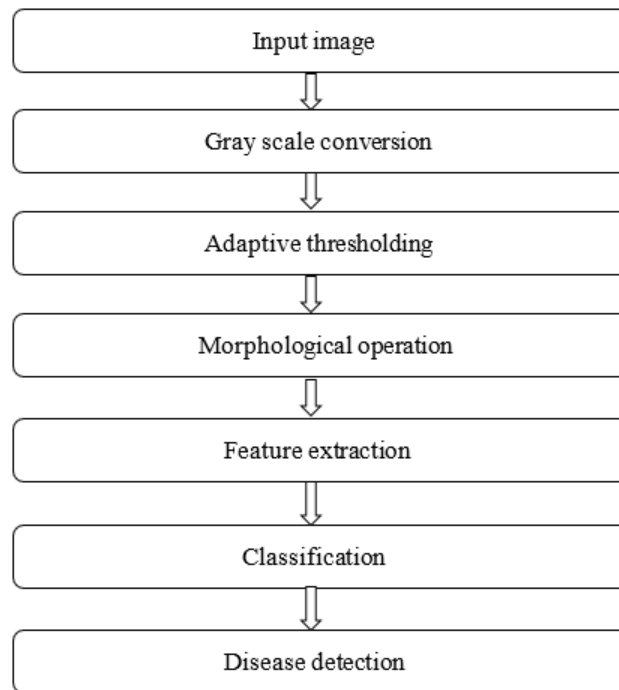 Input image
Gray scale conversion
Adaptive thresholding
Morphological operation
Feature extraction
Classification
Disease detection